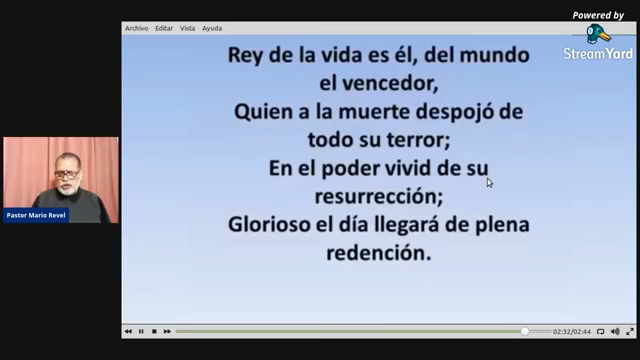 Powered by
StreamYard
Archivo Editar Vista Ayuda
Rey de la vida es él, del mundo
el vencedor,
Quien a la muerte despojó de
todo su terror;
En el poder vivid de su
resurrección;
Glorioso el día llegará de plena
redención.
Pastor Mario Revel
02:32/02:44